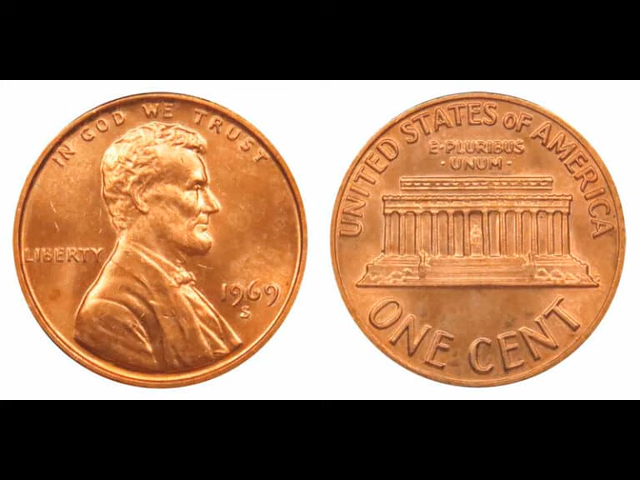 IN GOD WE TRUST
LIBERTY
1969
S
UNITED STATES OF AMERICA
E·PLURIBUS
·UNUM·
ONE CENT